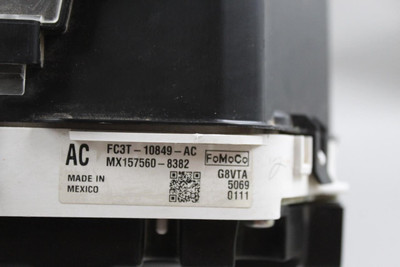 AC
FC3T-10849-AC
MX157560-8382
FoMoCo
MADE IN
MEXICO
G8VTA
5069
0111